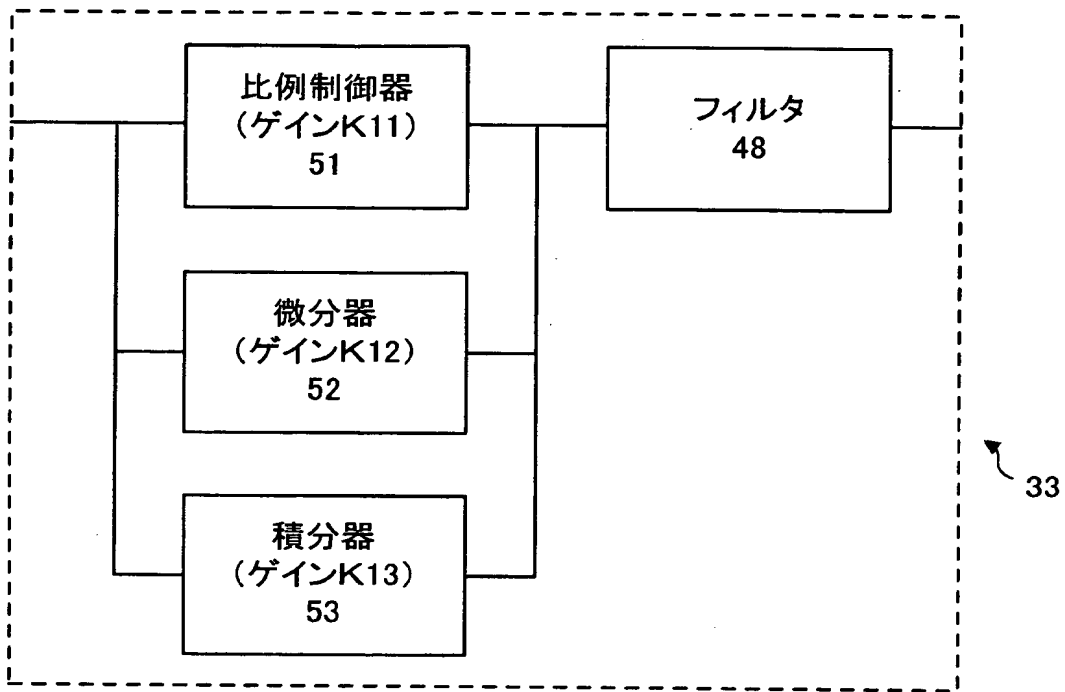 比例制御器
(ゲインK11)
51
フィルタ
48
微分器
(ゲインK12)
52
積分器
(ゲインK13)
53
33